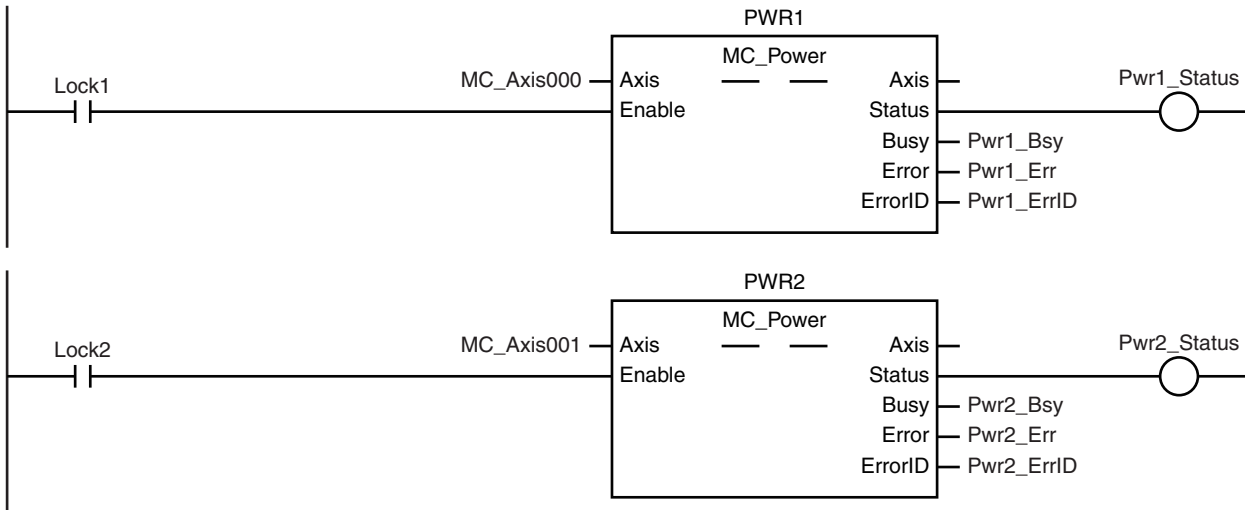 PWR1
MC_Power
Lock1
MC_Axis000
Axis
Axis
Pwr1_Status
Enable
Status
Busy
Pwr1_Bsy
Error
Pwr1_Err
ErrorID
Pwr1_ErrID
PWR2
MC_Power
Lock2
MC_Axis001
Axis
Axis
Pwr2_Status
Enable
Status
Busy
Pwr2_Bsy
Error
Pwr2_Err
ErrorID
Pwr2_ErrID